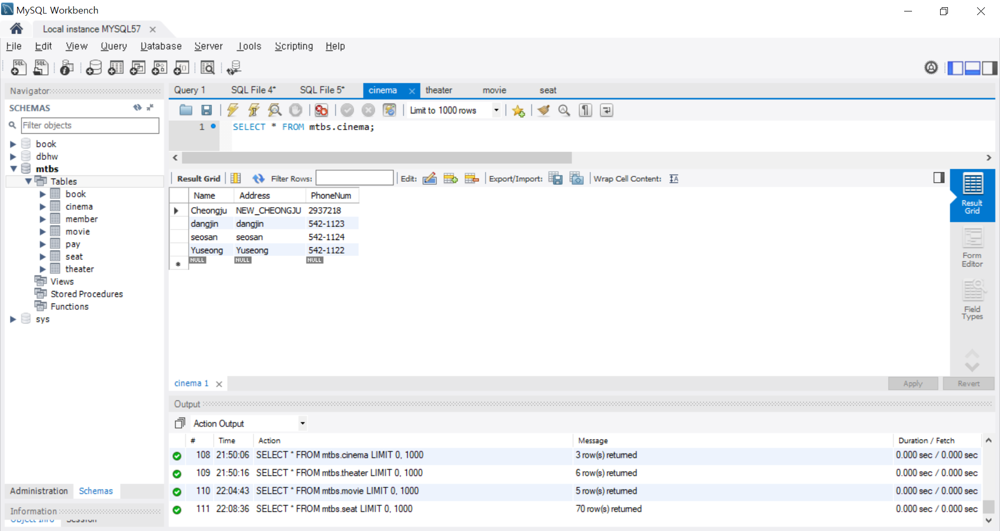 MySQL Workbench
Local instance MYSQL57
File Edit View Query Database Server Tools Scripting Help
Navigator
SCHEMAS
Filter objects
book
dbhw
mtbs
Tables
book
cinema
member
movie
pay
seat
theater
Views
Stored Procedures
Functions
sys
Administration Schemas
Information
Object Info Session
Query 1 SQL File 4* SQL File 5* cinema theater movie seat
Limit to 1000 rows
1 SELECT * FROM mtbs.cinema;
Result Grid Filter Rows: Edit: Export/Import: Wrap Cell Content:
Name Address PhoneNum
Cheongju NEW_CHEONGJU 2937218
dangjin dangjin 542-1123
seosan seosan 542-1124
Yuseong Yuseong 542-1122
NULL NULL NULL
Result
Grid
Form
Editor
Field
Types
cinema 1
Apply Revert
Output
Action Output
# Time Action Message Duration / Fetch
108 21:50:06 SELECT * FROM mtbs.cinema LIMIT 0, 1000 3 row(s) returned 0.000 sec / 0.000 sec
109 21:50:16 SELECT * FROM mtbs.theater LIMIT 0, 1000 6 row(s) returned 0.000 sec / 0.000 sec
110 22:04:43 SELECT * FROM mtbs.movie LIMIT 0, 1000 5 row(s) returned 0.000 sec / 0.000 sec
111 22:08:36 SELECT * FROM mtbs.seat LIMIT 0, 1000 70 row(s) returned 0.000 sec / 0.000 sec